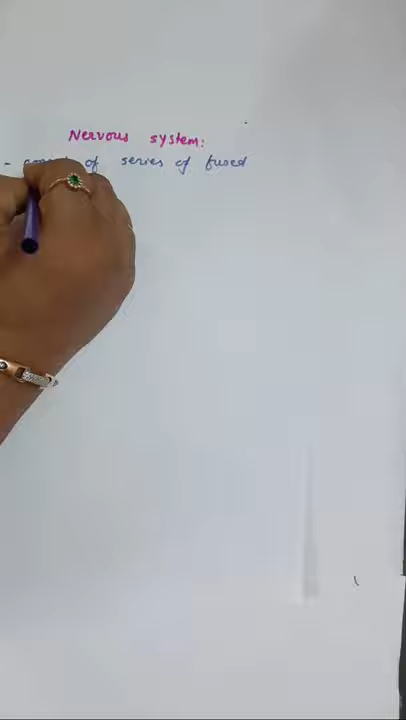 Nervous system:
- of series of fused